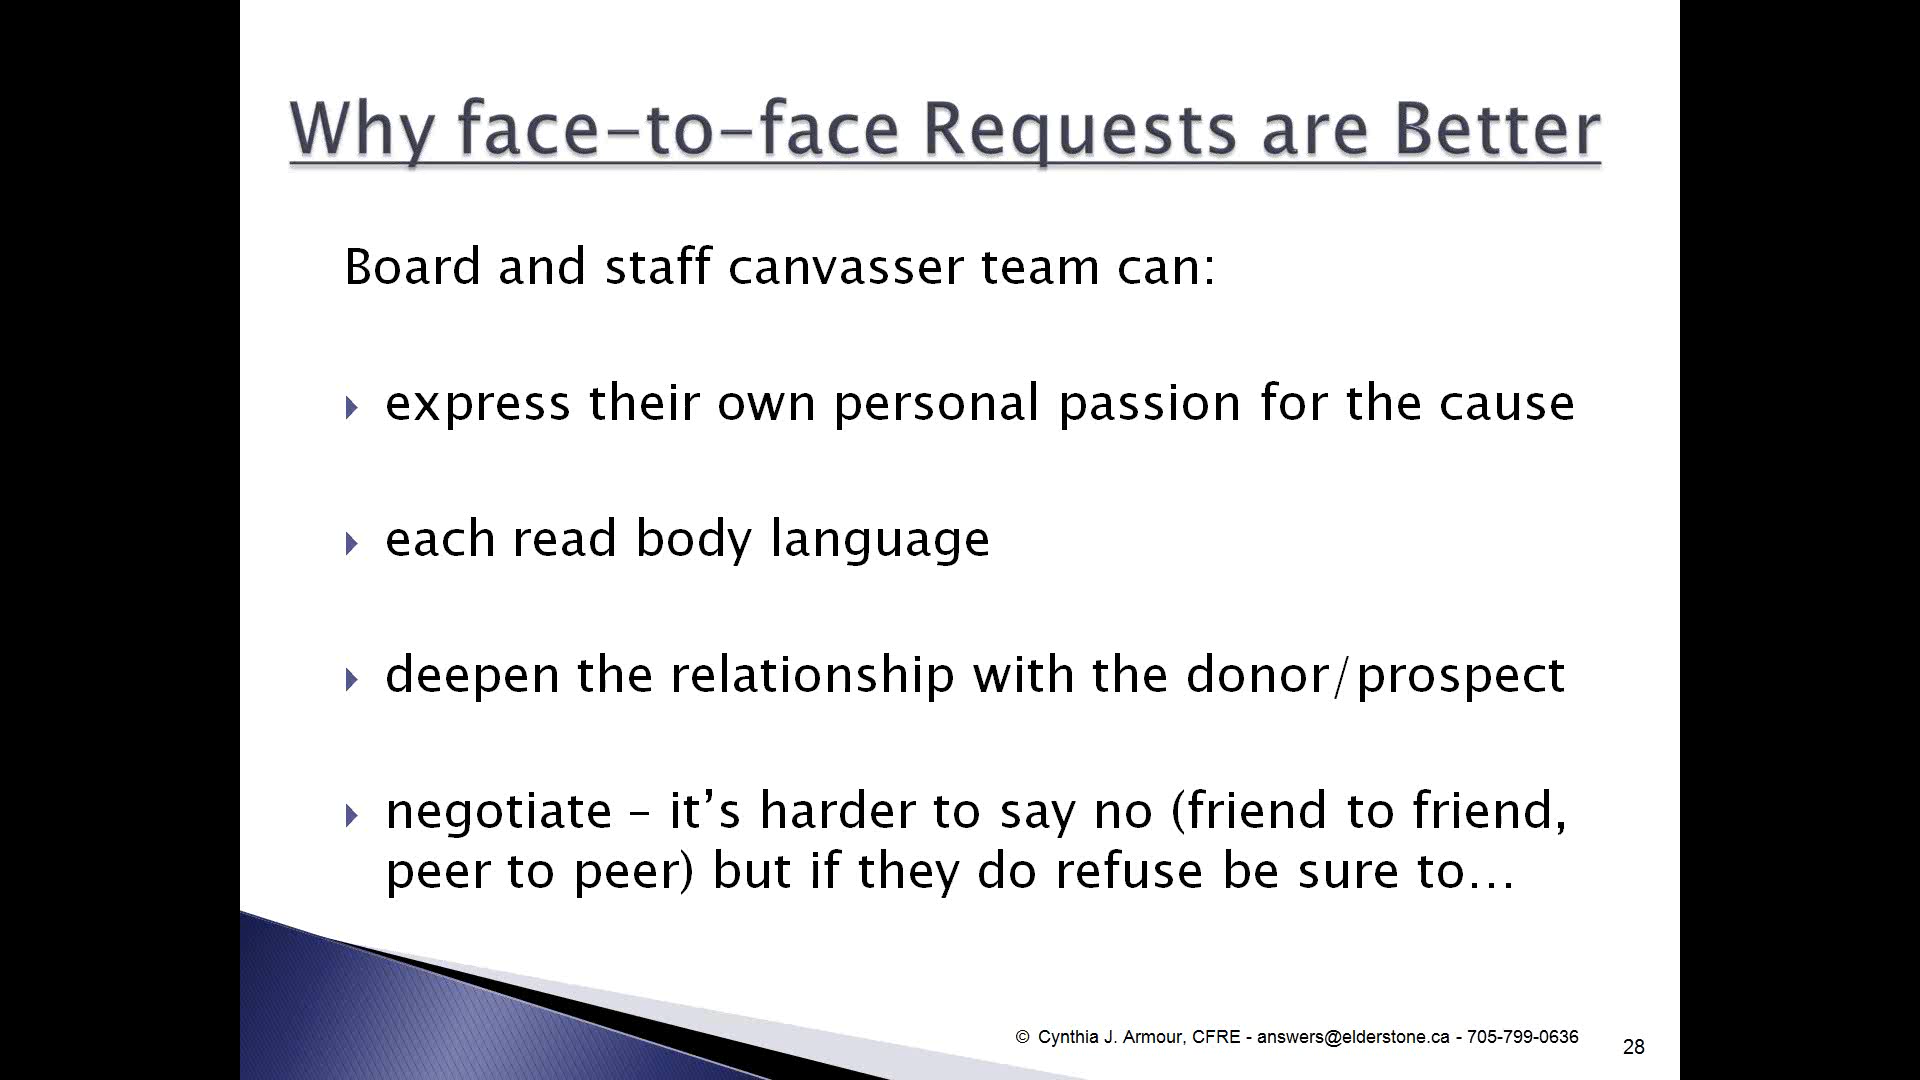 Why face-to-face Requests are Better
Board and staff canvasser team can:
express their own personal passion for the cause
each read body language
deepen the relationship with the donor/prospect
negotiate – it’s harder to say no (friend to friend,
peer to peer) but if they do refuse be sure to…
© Cynthia J. Armour, CFRE - answers@elderstone.ca - 705-799-0636
28